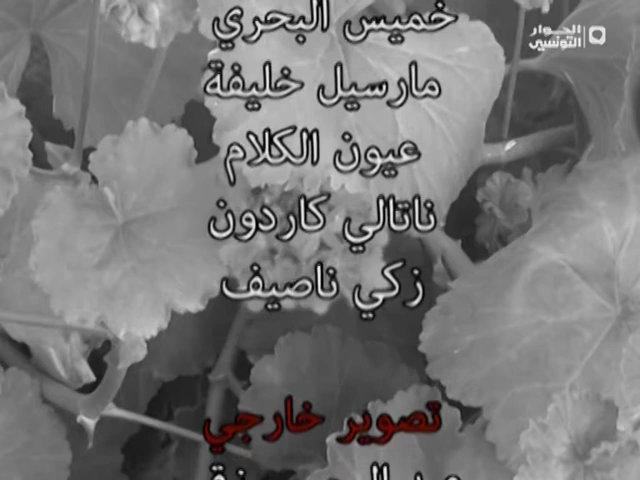 خميس البحري
الحوار
التونسي
مارسيل خليفة
عيون الكلام
ناتالي كاردون
زكي ناصيف
تصوير خارجي